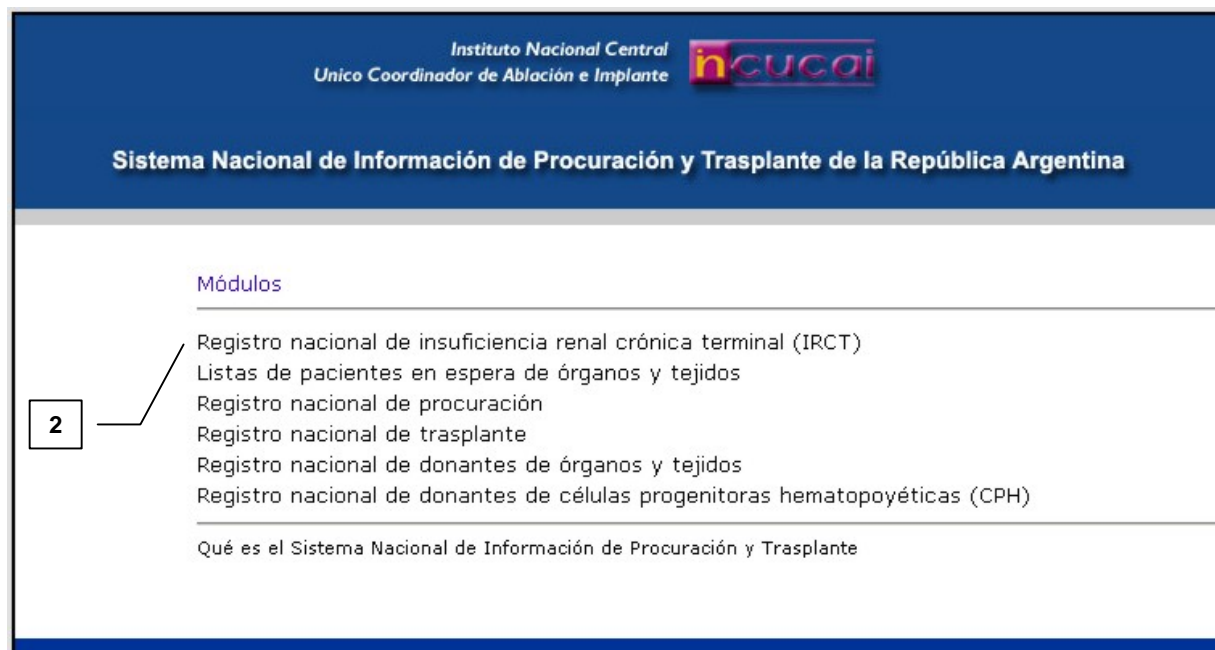 Instituto Nacional Central
Unico Coordinador de Ablación e Implante
incucai
Sistema Nacional de Información de Procuración y Trasplante de la República Argentina
Módulos
Registro nacional de insuficiencia renal crónica terminal (IRCT)
Listas de pacientes en espera de órganos y tejidos
Registro nacional de procuración
2
Registro nacional de trasplante
Registro nacional de donantes de órganos y tejidos
Registro nacional de donantes de células progenitoras hematopoyéticas (CPH)
Qué es el Sistema Nacional de Información de Procuración y Trasplante